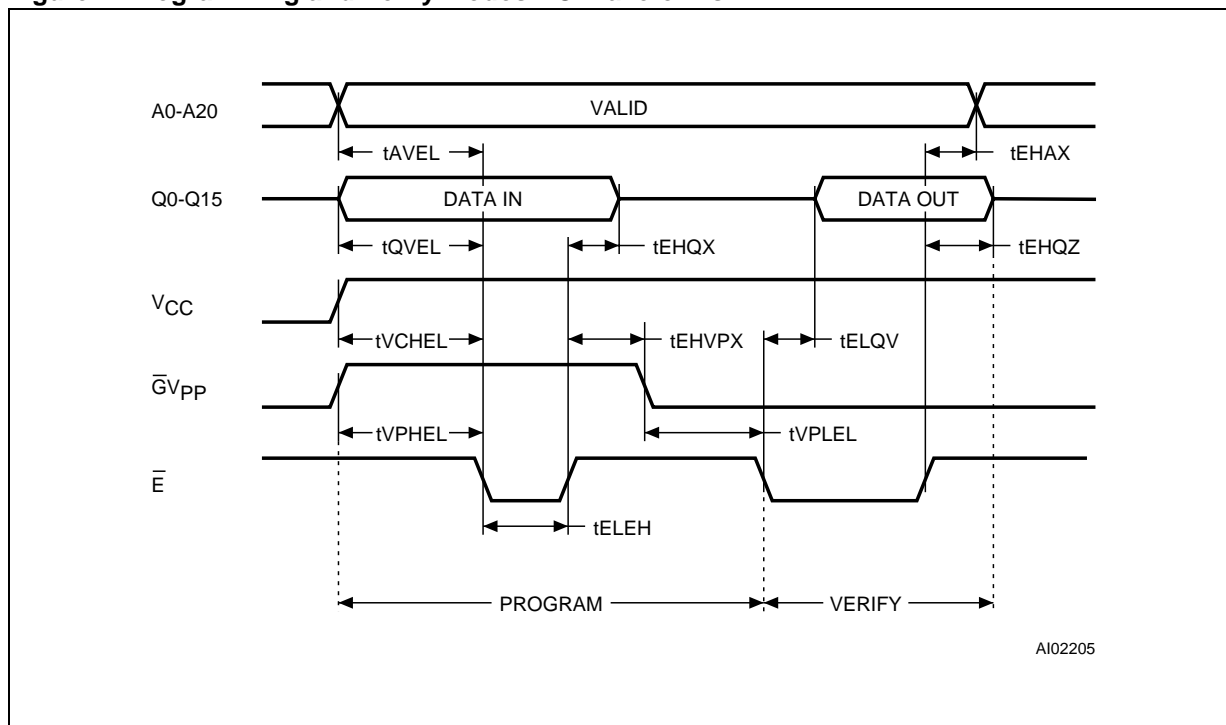 A0-A20
VALID
tAVEL
tEHAX
Q0-Q15
DATA IN
DATA OUT
tQVEL
tEHQX
tEHQZ
VCC
tVCHEL
tEHVPX
tELQV
G̅VPP
tVPHEL
tVPLEL
E̅
tELEH
PROGRAM
VERIFY
AI02205